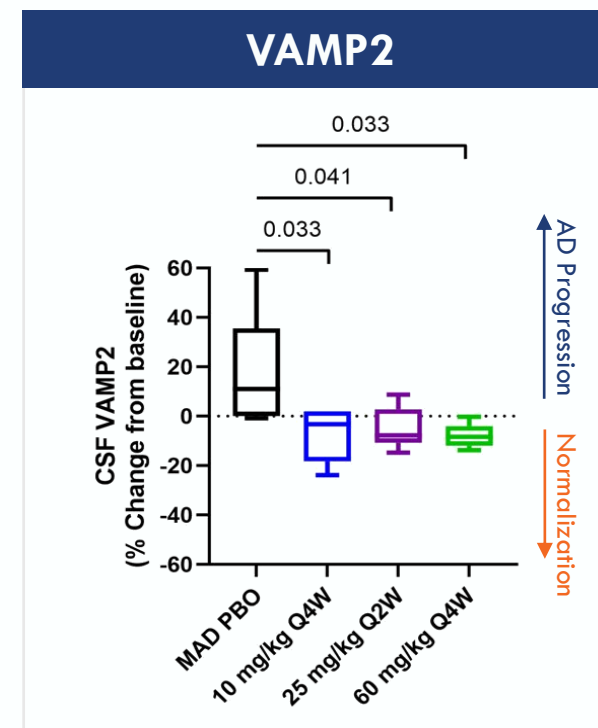 VAMP2
0.033
0.041
0.033
CSF VAMP2
(% Change from baseline)
60
40
20
0
-20
-40
-60
MAD PBO
10 mg/kg Q4W
25 mg/kg Q2W
60 mg/kg Q4W
AD Progression
Normalization